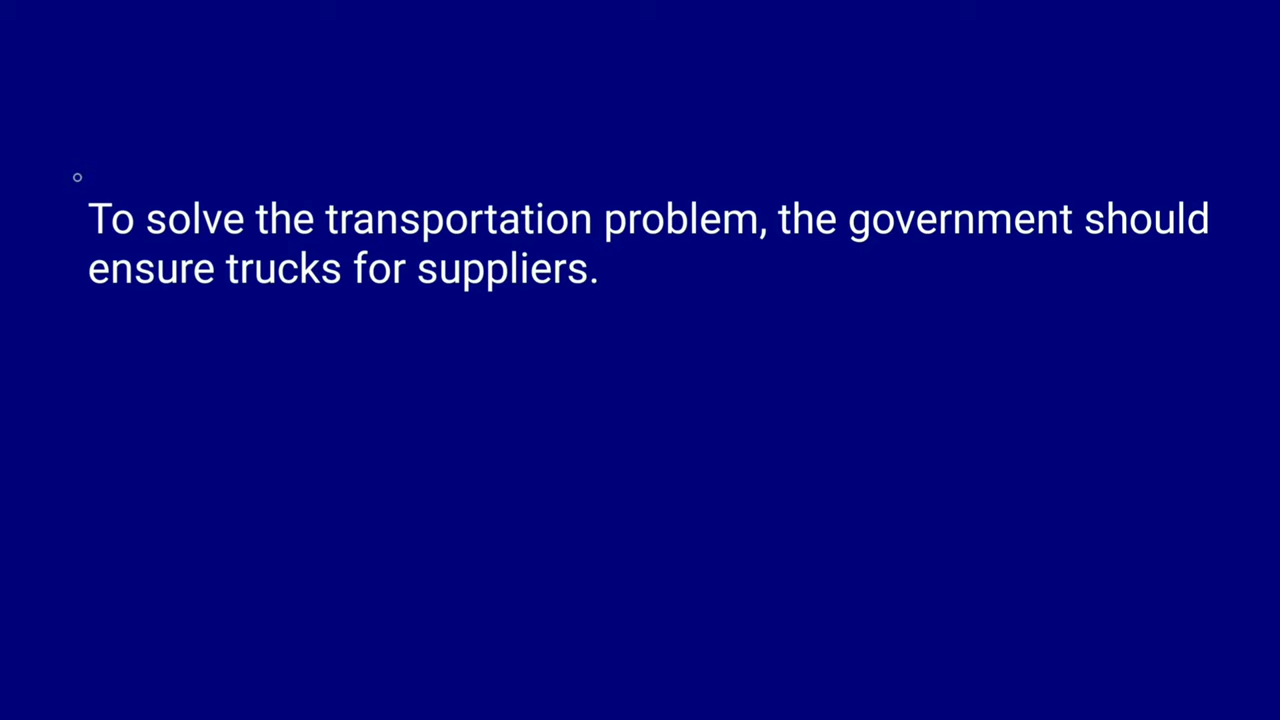 To solve the transportation problem, the government should
ensure trucks for suppliers.